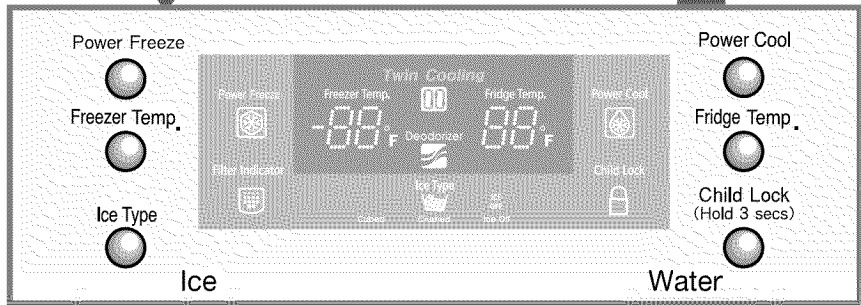 Power Freeze
Freezer Temp.
Ice Type
Ice
Twin Cooling
Power Freeze
Freezer Temp.
Fridge Temp.
Power Cool
-88°F
88°F
Deodorizer
Filter Indicator
Ice Type
Child Lock
Cubed
Crushed
Ice Off
Power Cool
Fridge Temp.
Child Lock
(Hold 3 secs)
Water